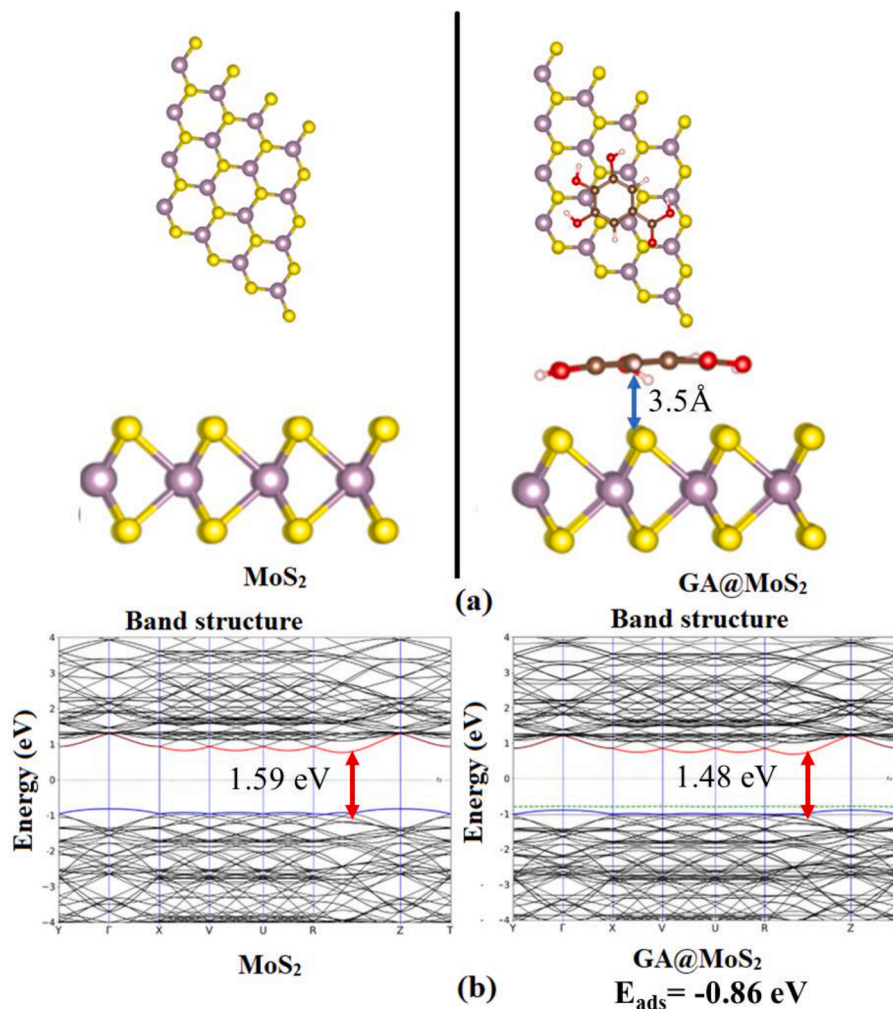 3.5Å
MoS₂
GA@MoS₂
(a)
Band structure
Band structure
Energy (eV)
4
3
2
1
0
-1
-2
-3
-4
1.59 eV
Y Γ X V U R Z T
MoS₂
Energy (eV)
4
3
2
1
0
-1
-2
-3
-4
1.48 eV
Y Γ X V U R Z
GA@MoS₂
(b)
E_ads= -0.86 eV